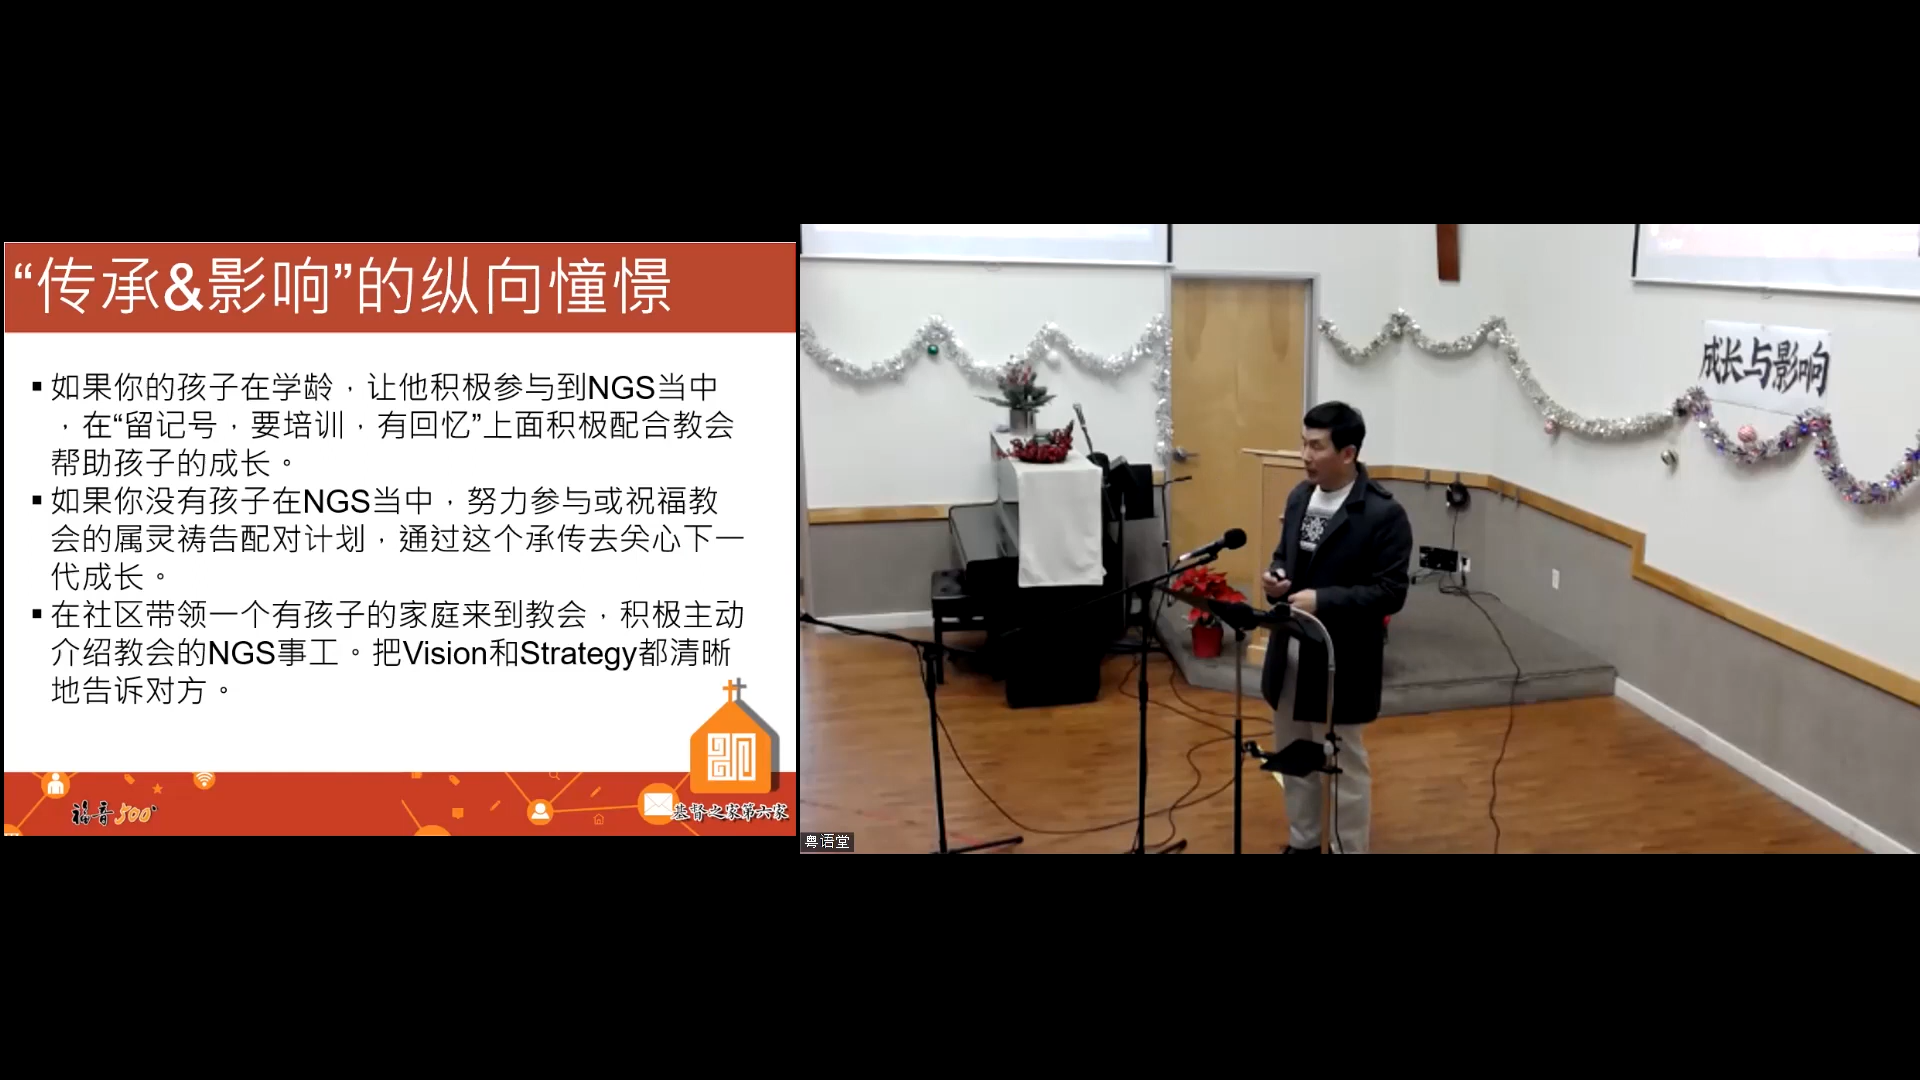 “传承&影响”的纵向憧憬
▪如果你的孩子在学龄，让他积极参与到NGS当中
，在“留记号，要培训，有回忆”上面积极配合教会
帮助孩子的成长。
▪如果你没有孩子在NGS当中，努力参与或祝福教
会的属灵祷告配对计划，通过这个承传去关心下一
代成长。
▪在社区带领一个有孩子的家庭来到教会，积极主动
介绍教会的NGS事工。把Vision和Strategy都清晰
地告诉对方。
福音500
基督之家第六家
成长与影响
粤语堂